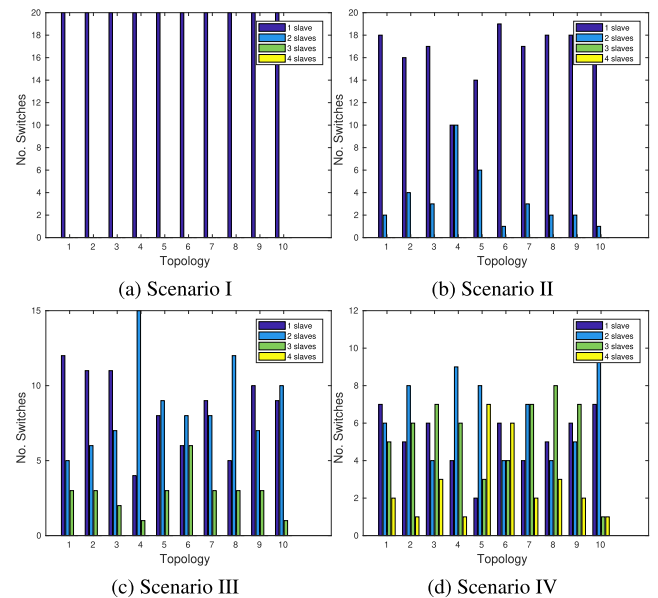 20
18
16
14
12
10
8
6
4
2
0
No. Switches
1 slave
2 slaves
3 slaves
4 slaves
1 2 3 4 5 6 7 8 9 10
Topology
(a) Scenario I
20
18
16
14
12
10
8
6
4
2
0
No. Switches
1 slave
2 slaves
3 slaves
4 slaves
1 2 3 4 5 6 7 8 9 10
Topology
(b) Scenario II
15
10
5
0
No. Switches
1 slave
2 slaves
3 slaves
4 slaves
1 2 3 4 5 6 7 8 9 10
Topology
(c) Scenario III
12
10
8
6
4
2
0
No. Switches
1 slave
2 slaves
3 slaves
4 slaves
1 2 3 4 5 6 7 8 9 10
Topology
(d) Scenario IV